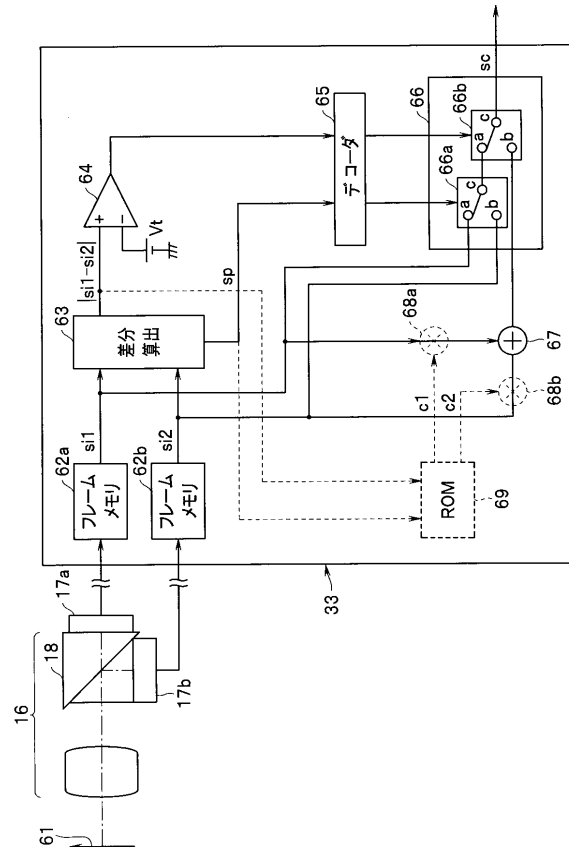 16
18
17a
17b
61
33
62a
フレーム
メモリ
62b
フレーム
メモリ
si1
si2
63
差分
算出
|si1-si2|
64
+
−
Vt
sp
65
デコーダ
66
66a
a
b
c
66b
a
b
c
sc
67
+
68a
68b
c1
c2
ROM
69